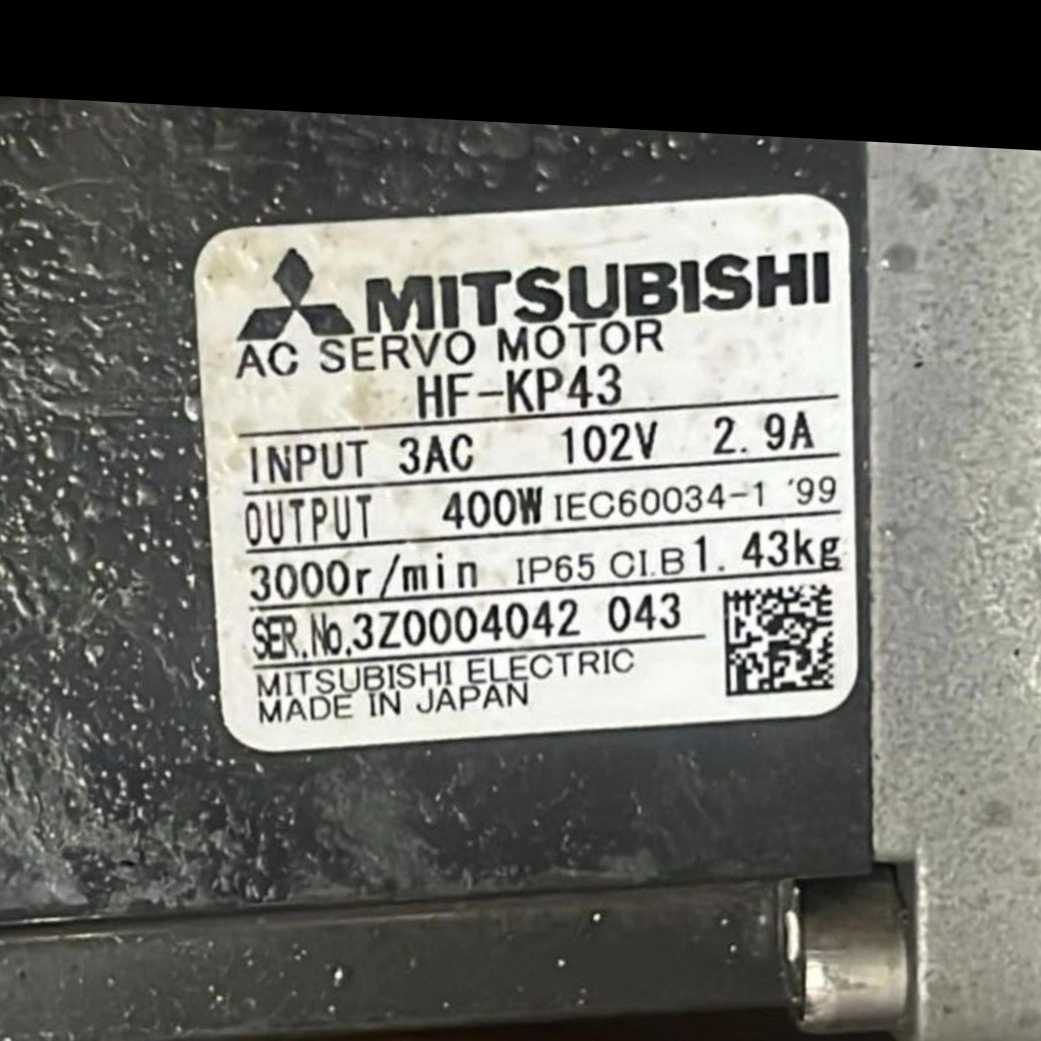 MITSUBISHI
AC SERVO MOTOR
HF-KP43
INPUT 3AC 102V 2.9A
OUTPUT 400W IEC60034-1 '99
3000r/min IP65 CI.B 1.43kg
SER.No.3Z0004042 043
MITSUBISHI ELECTRIC
MADE IN JAPAN